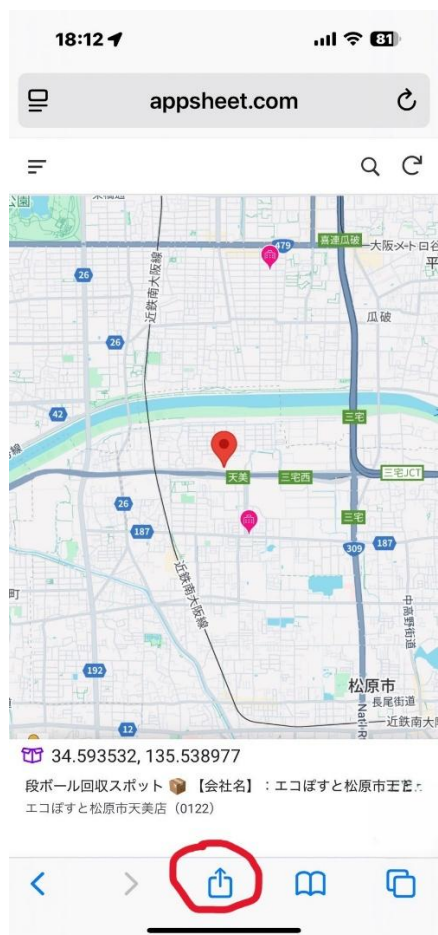 18:12
81
appsheet.com
公園
479
喜連瓜破
大阪メトロ谷
平
26
近鉄南大阪線
瓜破
26
42
三宅
天美
三宅西
三宅JCT
26
三宅
187
309
187
近鉄南大阪線
町
中高野街道
192
松原市
長尾街道
12
Natl R
近鉄南大
34.593532, 135.538977
段ボール回収スポット 📦 【会社名】：エコぽすと松原市
エコぽすと松原市天美店（0122）